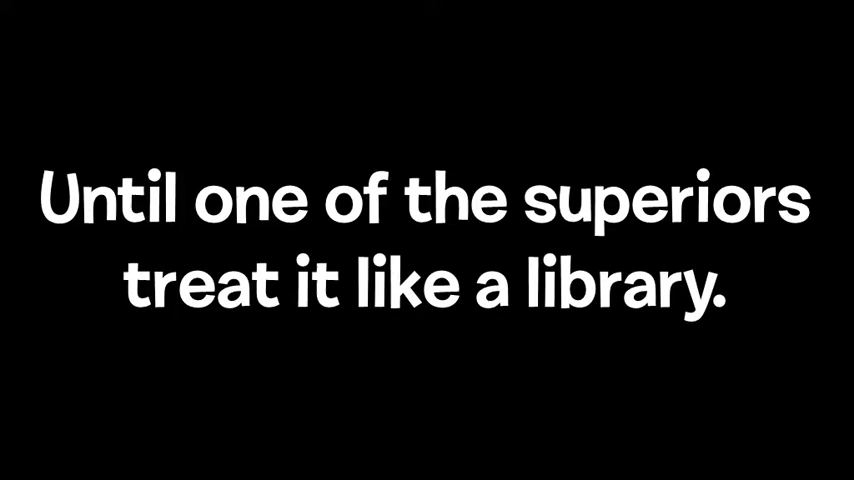 Until one of the superiors
treat it like a library.